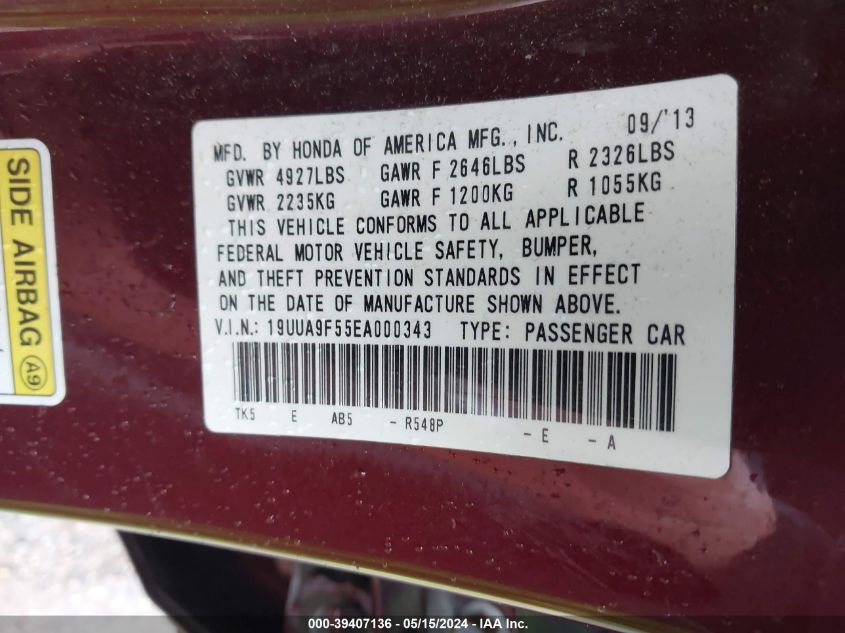 MFD. BY HONDA OF AMERICA MFG., INC. 09/'13
GVWR 4927LBS GAWR F 2646LBS R 2326LBS
GVWR 2235KG GAWR F 1200KG R 1055KG
THIS VEHICLE CONFORMS TO ALL APPLICABLE
FEDERAL MOTOR VEHICLE SAFETY, BUMPER,
AND THEFT PREVENTION STANDARDS IN EFFECT
ON THE DATE OF MANUFACTURE SHOWN ABOVE.
V.I.N.: 19UUA9F55EA000343 TYPE: PASSENGER CAR
TK5 E AB5 - R548P - E - A
SIDE AIRBAG A9
000-39407136 - 05/15/2024 - IAA Inc.